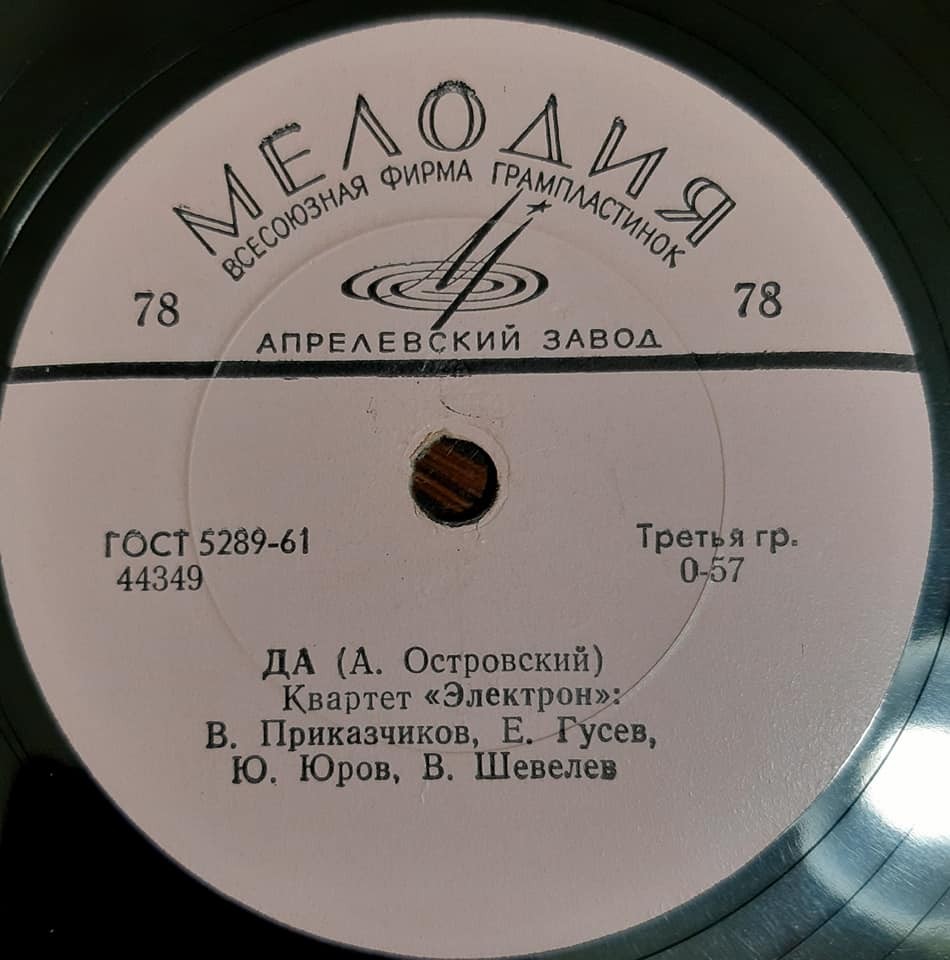 МЕЛОДИЯ
ВСЕСОЮЗНАЯ ФИРМА ГРАМПЛАСТИНОК
78
78
АПРЕЛЕВСКИЙ ЗАВОД
ГОСТ 5289-61
44349
Третья гр.
0-57
ДА (А. Островский)
Квартет «Электрон»:
В. Приказчиков, Е. Гусев,
Ю. Юров, В. Шевелев